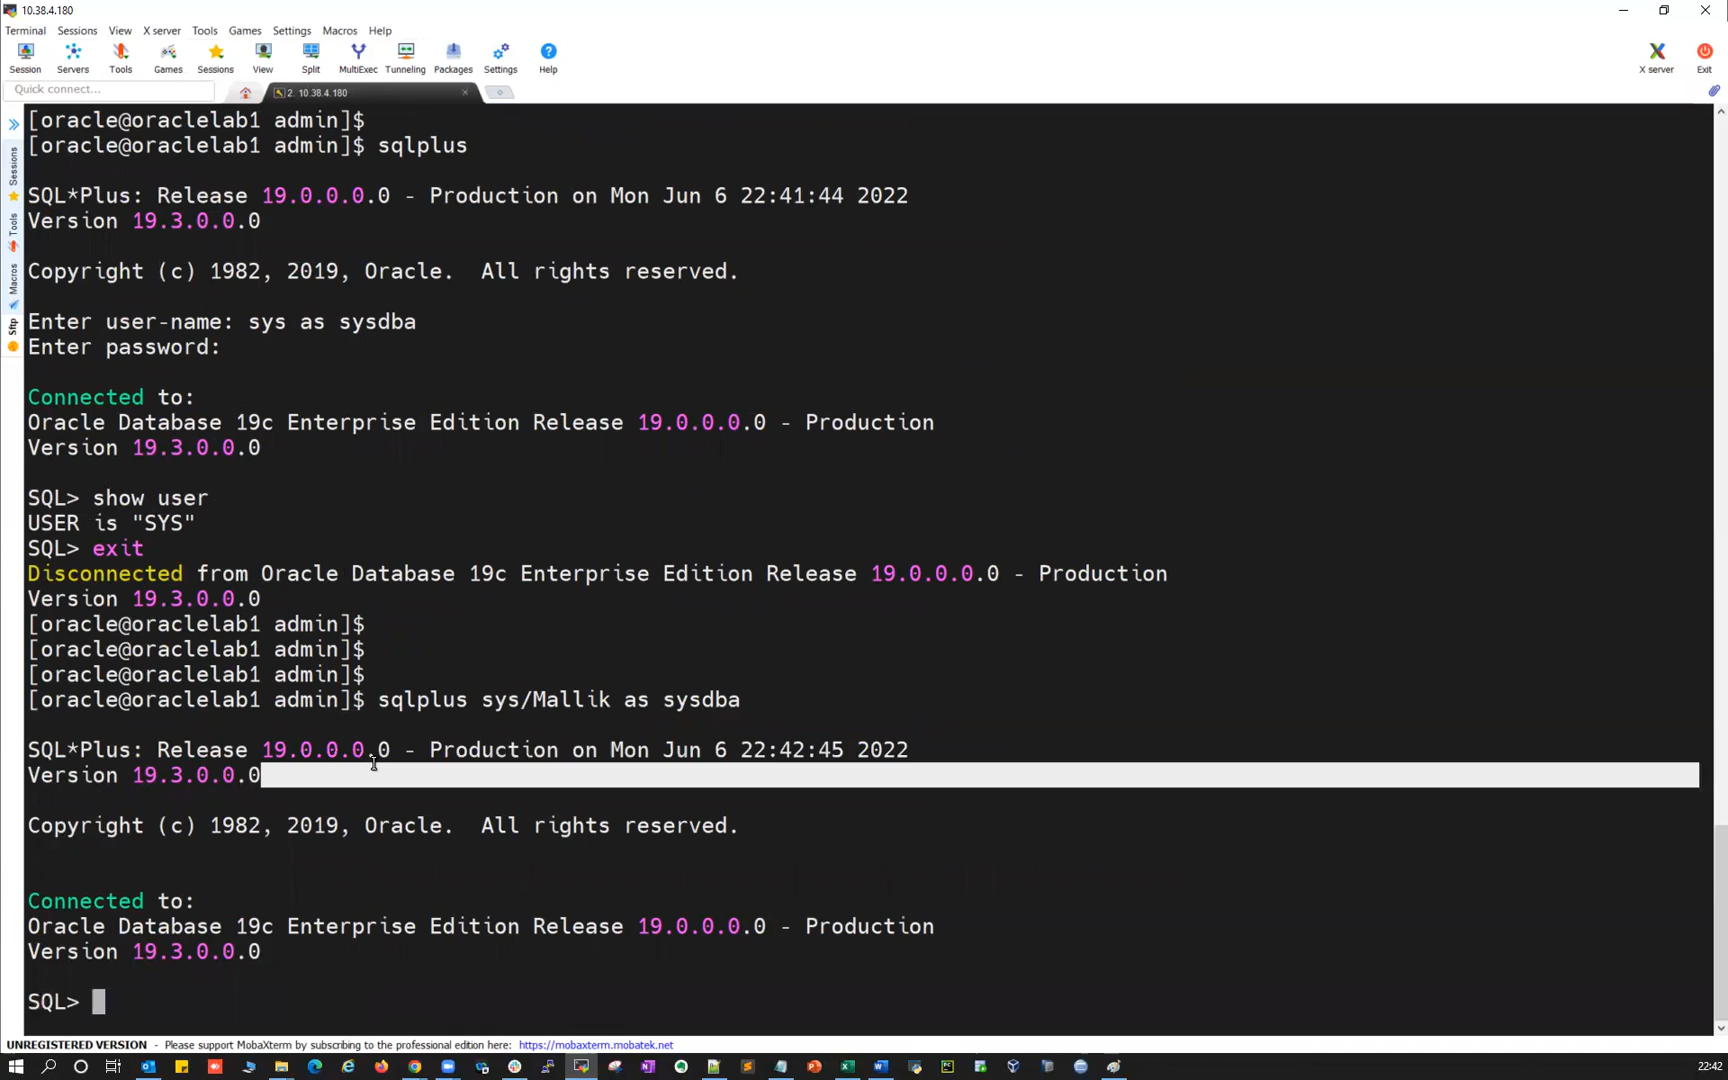 10.38.4.180
Terminal Sessions View X server Tools Games Settings Macros Help
Session Servers Tools Games Sessions View Split MultiExec Tunneling Packages Settings Help X server Exit
Quick connect...
2. 10.38.4.180
Sessions
Tools
Macros
Sftp
[oracle@oraclelab1 admin]$
[oracle@oraclelab1 admin]$ sqlplus
SQL*Plus: Release 19.0.0.0.0 - Production on Mon Jun 6 22:41:44 2022
Version 19.3.0.0.0
Copyright (c) 1982, 2019, Oracle.  All rights reserved.
Enter user-name: sys as sysdba
Enter password:
Connected to:
Oracle Database 19c Enterprise Edition Release 19.0.0.0.0 - Production
Version 19.3.0.0.0
SQL> show user
USER is "SYS"
SQL> exit
Disconnected from Oracle Database 19c Enterprise Edition Release 19.0.0.0.0 - Production
Version 19.3.0.0.0
[oracle@oraclelab1 admin]$
[oracle@oraclelab1 admin]$
[oracle@oraclelab1 admin]$
[oracle@oraclelab1 admin]$ sqlplus sys/Mallik as sysdba
SQL*Plus: Release 19.0.0.0.0 - Production on Mon Jun 6 22:42:45 2022
Version 19.3.0.0.0
Copyright (c) 1982, 2019, Oracle.  All rights reserved.
Connected to:
Oracle Database 19c Enterprise Edition Release 19.0.0.0.0 - Production
Version 19.3.0.0.0
SQL>
UNREGISTERED VERSION - Please support MobaXterm by subscribing to the professional edition here: https://mobaxterm.mobatek.net
22:42